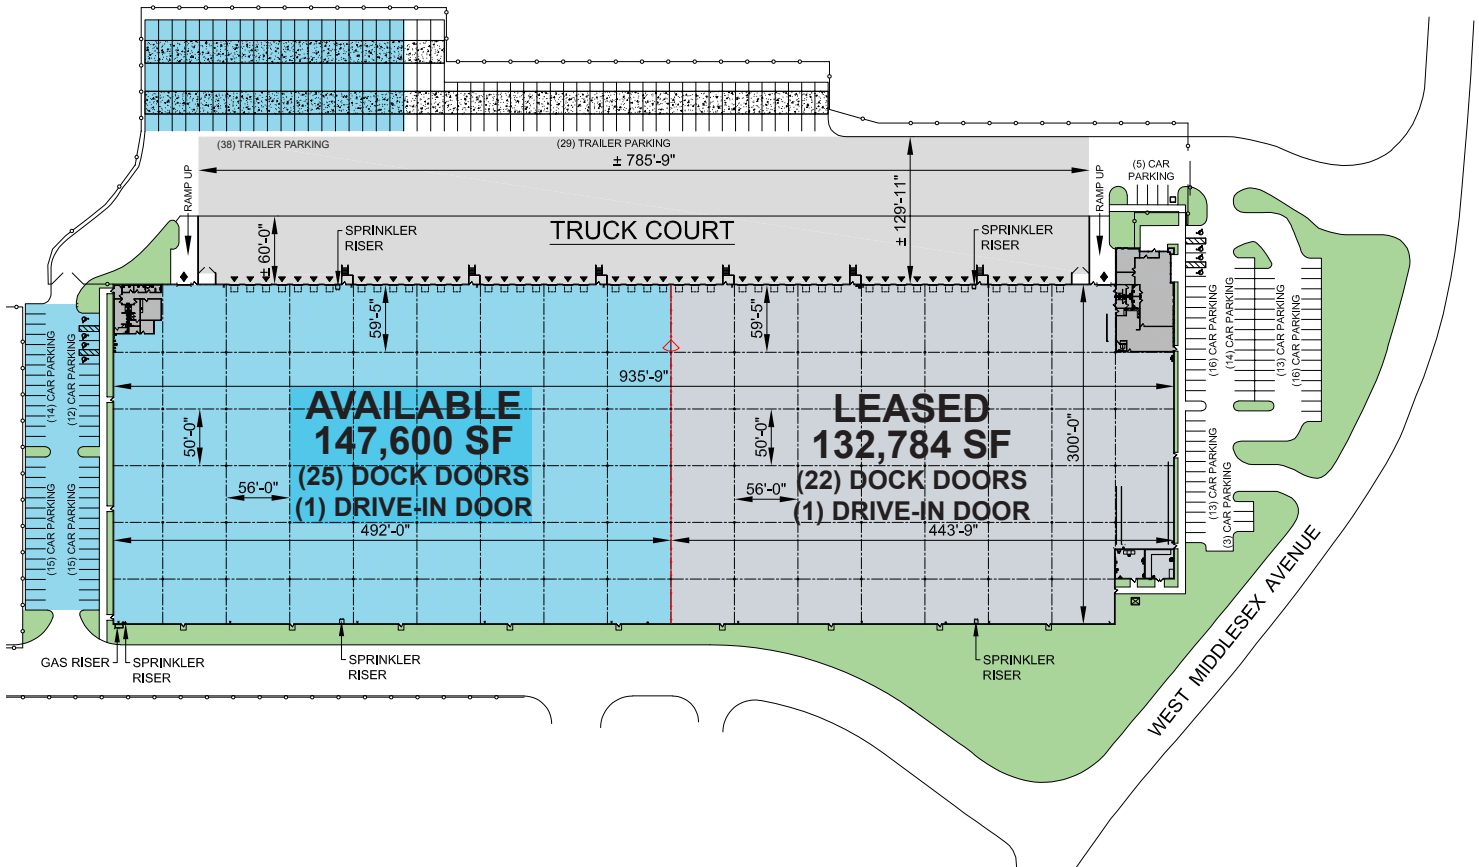 (38) TRAILER PARKING
(29) TRAILER PARKING
± 785'-9"
RAMP UP
± 60'-0"
SPRINKLER
RISER
TRUCK COURT
± 129'-11"
SPRINKLER
RISER
RAMP UP
(5) CAR
PARKING
59'-5"
59'-5"
935'-9"
AVAILABLE
147,600 SF
(25) DOCK DOORS
(1) DRIVE-IN DOOR
50'-0"
56'-0"
492'-0"
LEASED
132,784 SF
(22) DOCK DOORS
(1) DRIVE-IN DOOR
50'-0"
56'-0"
443'-9"
300'-0"
(14) CAR PARKING
(12) CAR PARKING
(15) CAR PARKING
(15) CAR PARKING
(16) CAR PARKING
(14) CAR PARKING
(13) CAR PARKING
(16) CAR PARKING
(13) CAR PARKING
(3) CAR PARKING
GAS RISER
SPRINKLER
RISER
SPRINKLER
RISER
SPRINKLER
RISER
WEST MIDDLESEX AVENUE